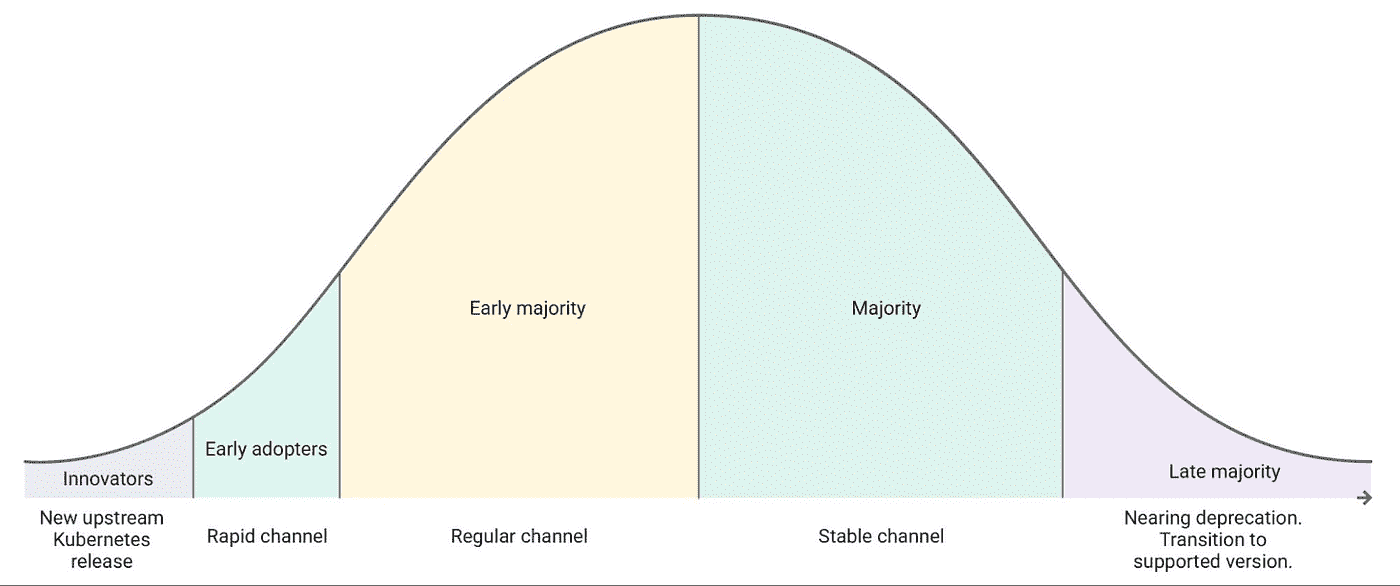 Early majority
Majority
Early adopters
Innovators
Late majority
New upstream
Kubernetes
release
Rapid channel
Regular channel
Stable channel
Nearing deprecation.
Transition to
supported version.